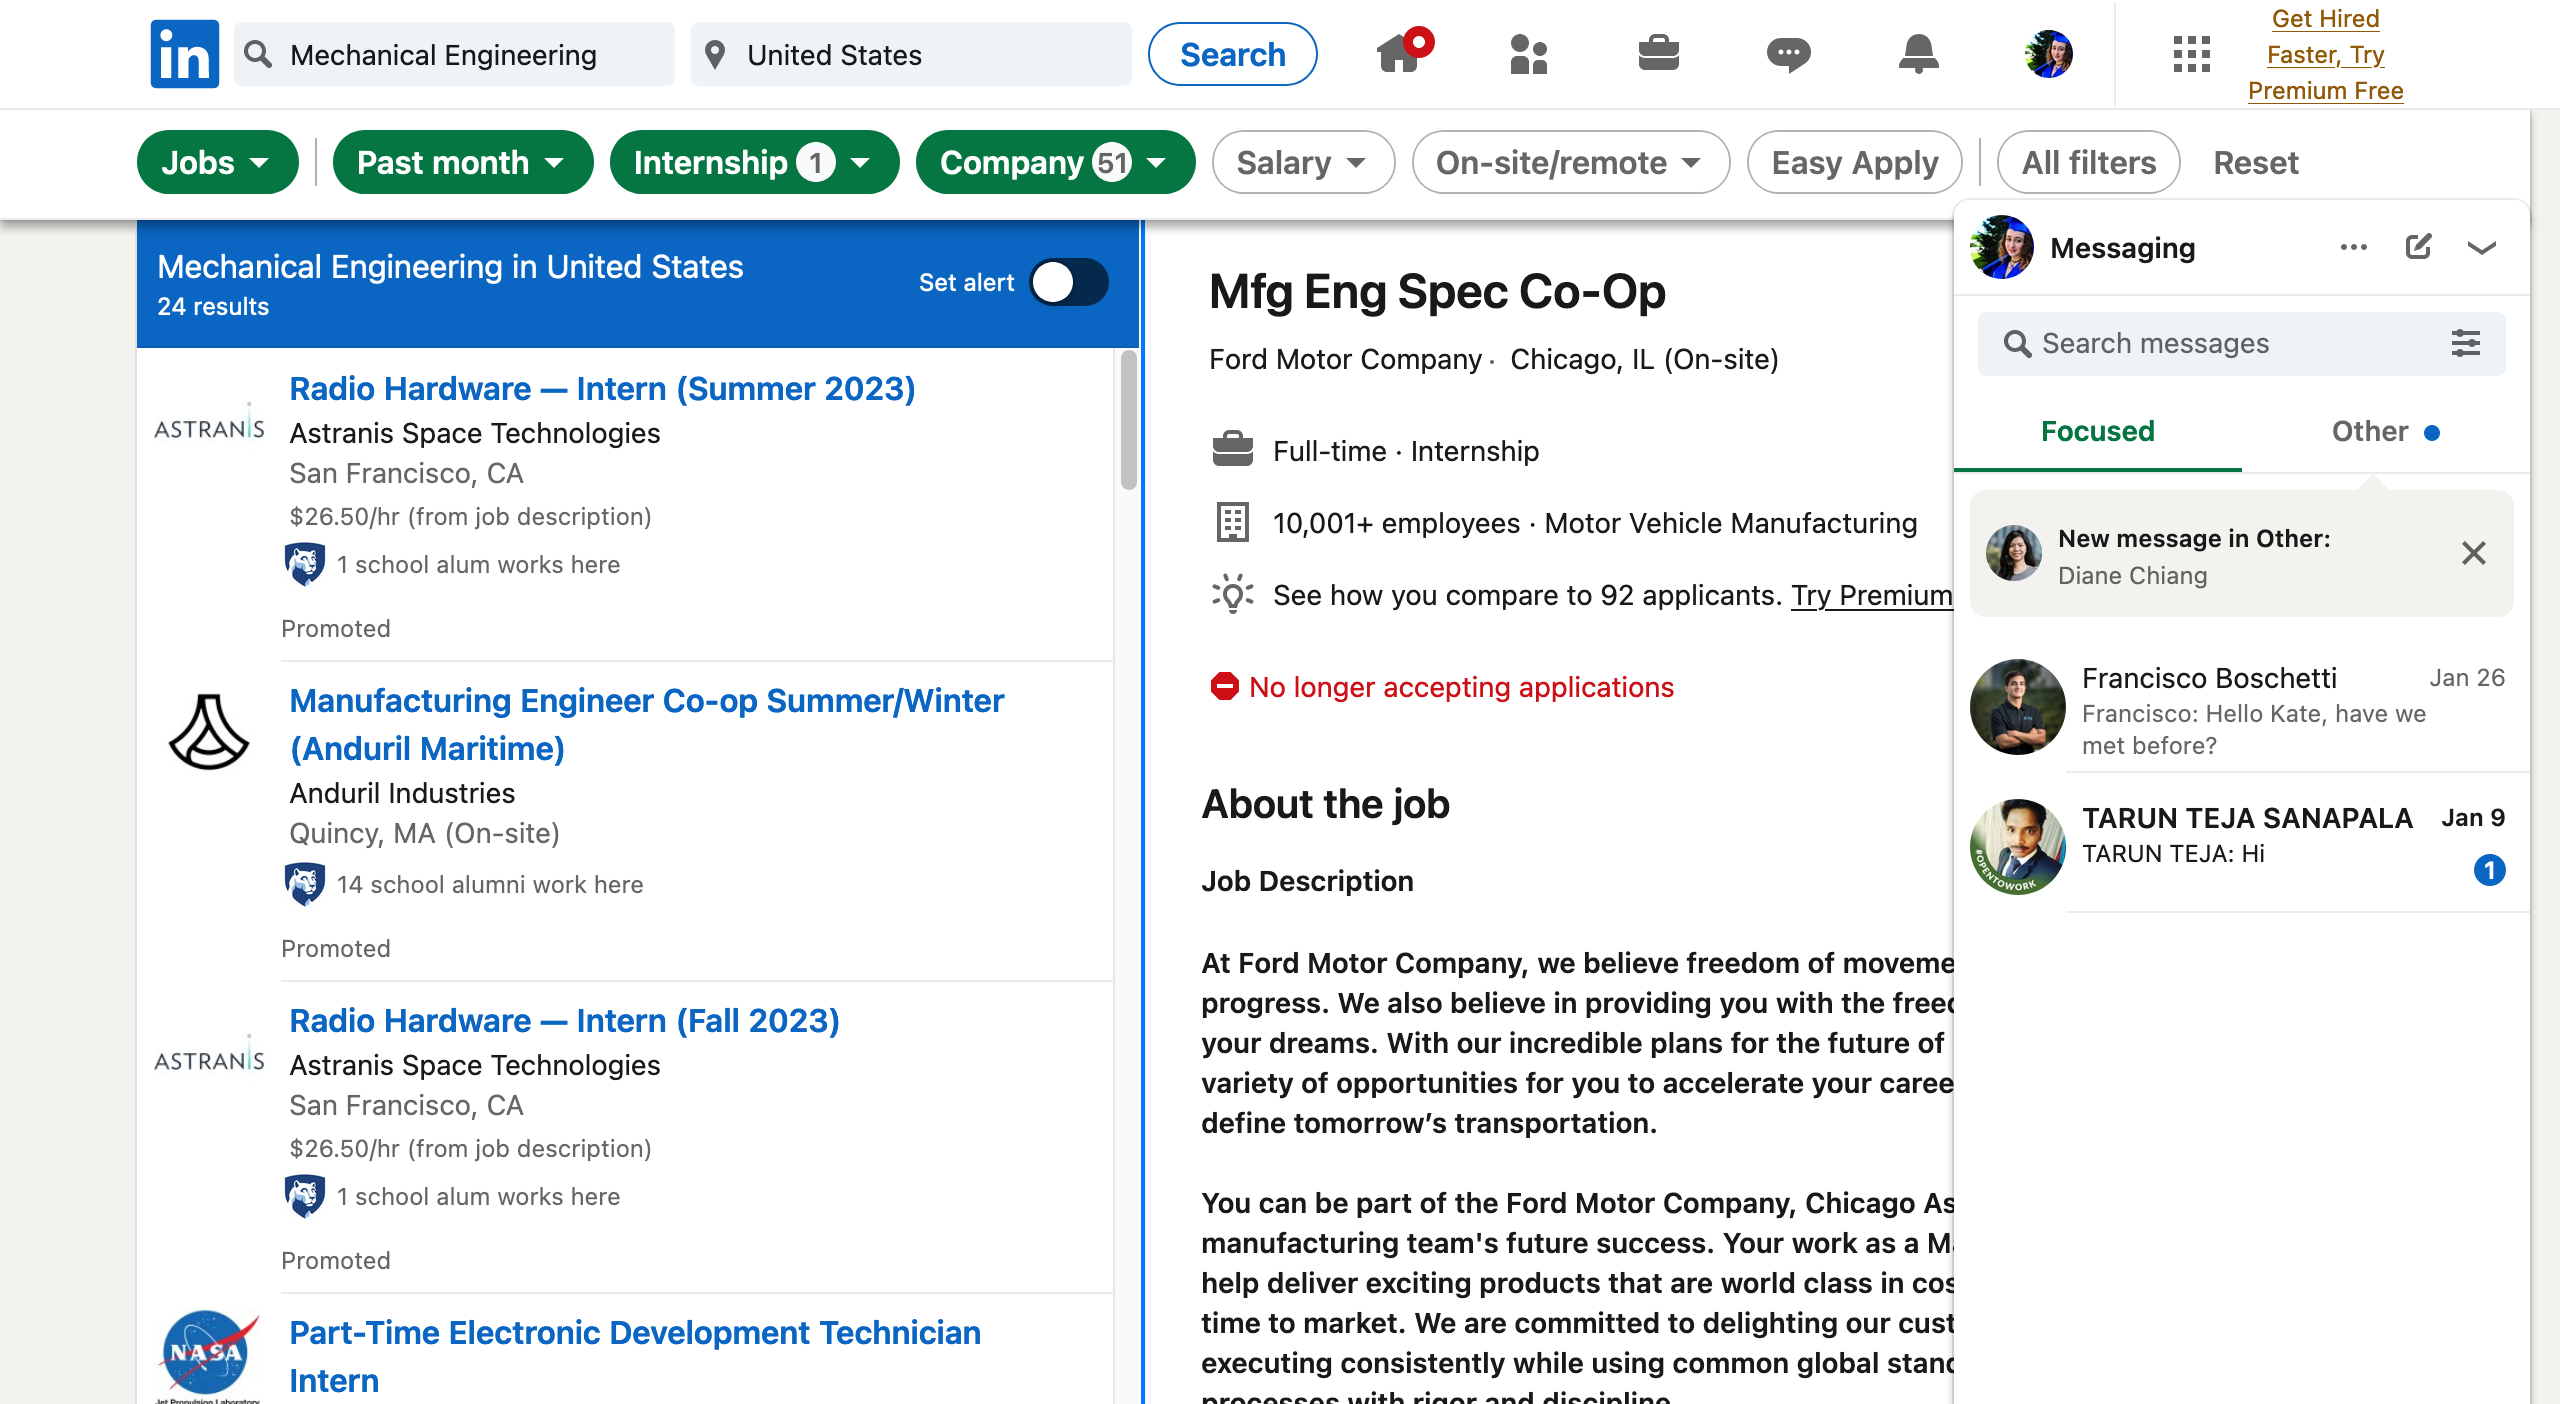 in
Mechanical Engineering
United States
Search
Get Hired
Faster, Try
Premium Free
Jobs
Past month
Internship 1
Company 51
Salary
On-site/remote
Easy Apply
All filters
Reset
Mechanical Engineering in United States
24 results
Set alert
ASTRANIS
Radio Hardware — Intern (Summer 2023)
Astranis Space Technologies
San Francisco, CA
$26.50/hr (from job description)
1 school alum works here
Promoted
Manufacturing Engineer Co-op Summer/Winter
(Anduril Maritime)
Anduril Industries
Quincy, MA (On-site)
14 school alumni work here
Promoted
ASTRANIS
Radio Hardware — Intern (Fall 2023)
Astranis Space Technologies
San Francisco, CA
$26.50/hr (from job description)
1 school alum works here
Promoted
NASA
Jet Propulsion Laboratory
Part-Time Electronic Development Technician
Intern
Mfg Eng Spec Co-Op
Ford Motor Company · Chicago, IL (On-site)
Full-time · Internship
10,001+ employees · Motor Vehicle Manufacturing
See how you compare to 92 applicants. Try Premium
No longer accepting applications
About the job
Job Description
At Ford Motor Company, we believe freedom of moveme
progress. We also believe in providing you with the free
your dreams. With our incredible plans for the future of
variety of opportunities for you to accelerate your caree
define tomorrow’s transportation.
You can be part of the Ford Motor Company, Chicago As
manufacturing team's future success. Your work as a Ma
help deliver exciting products that are world class in cos
time to market. We are committed to delighting our cust
executing consistently while using common global stand
processes with rigor and discipline.
Messaging
Search messages
Focused
Other
New message in Other:
Diane Chiang
Francisco Boschetti
Jan 26
Francisco: Hello Kate, have we
met before?
#OPENTOWORK
TARUN TEJA SANAPALA
Jan 9
TARUN TEJA: Hi
1